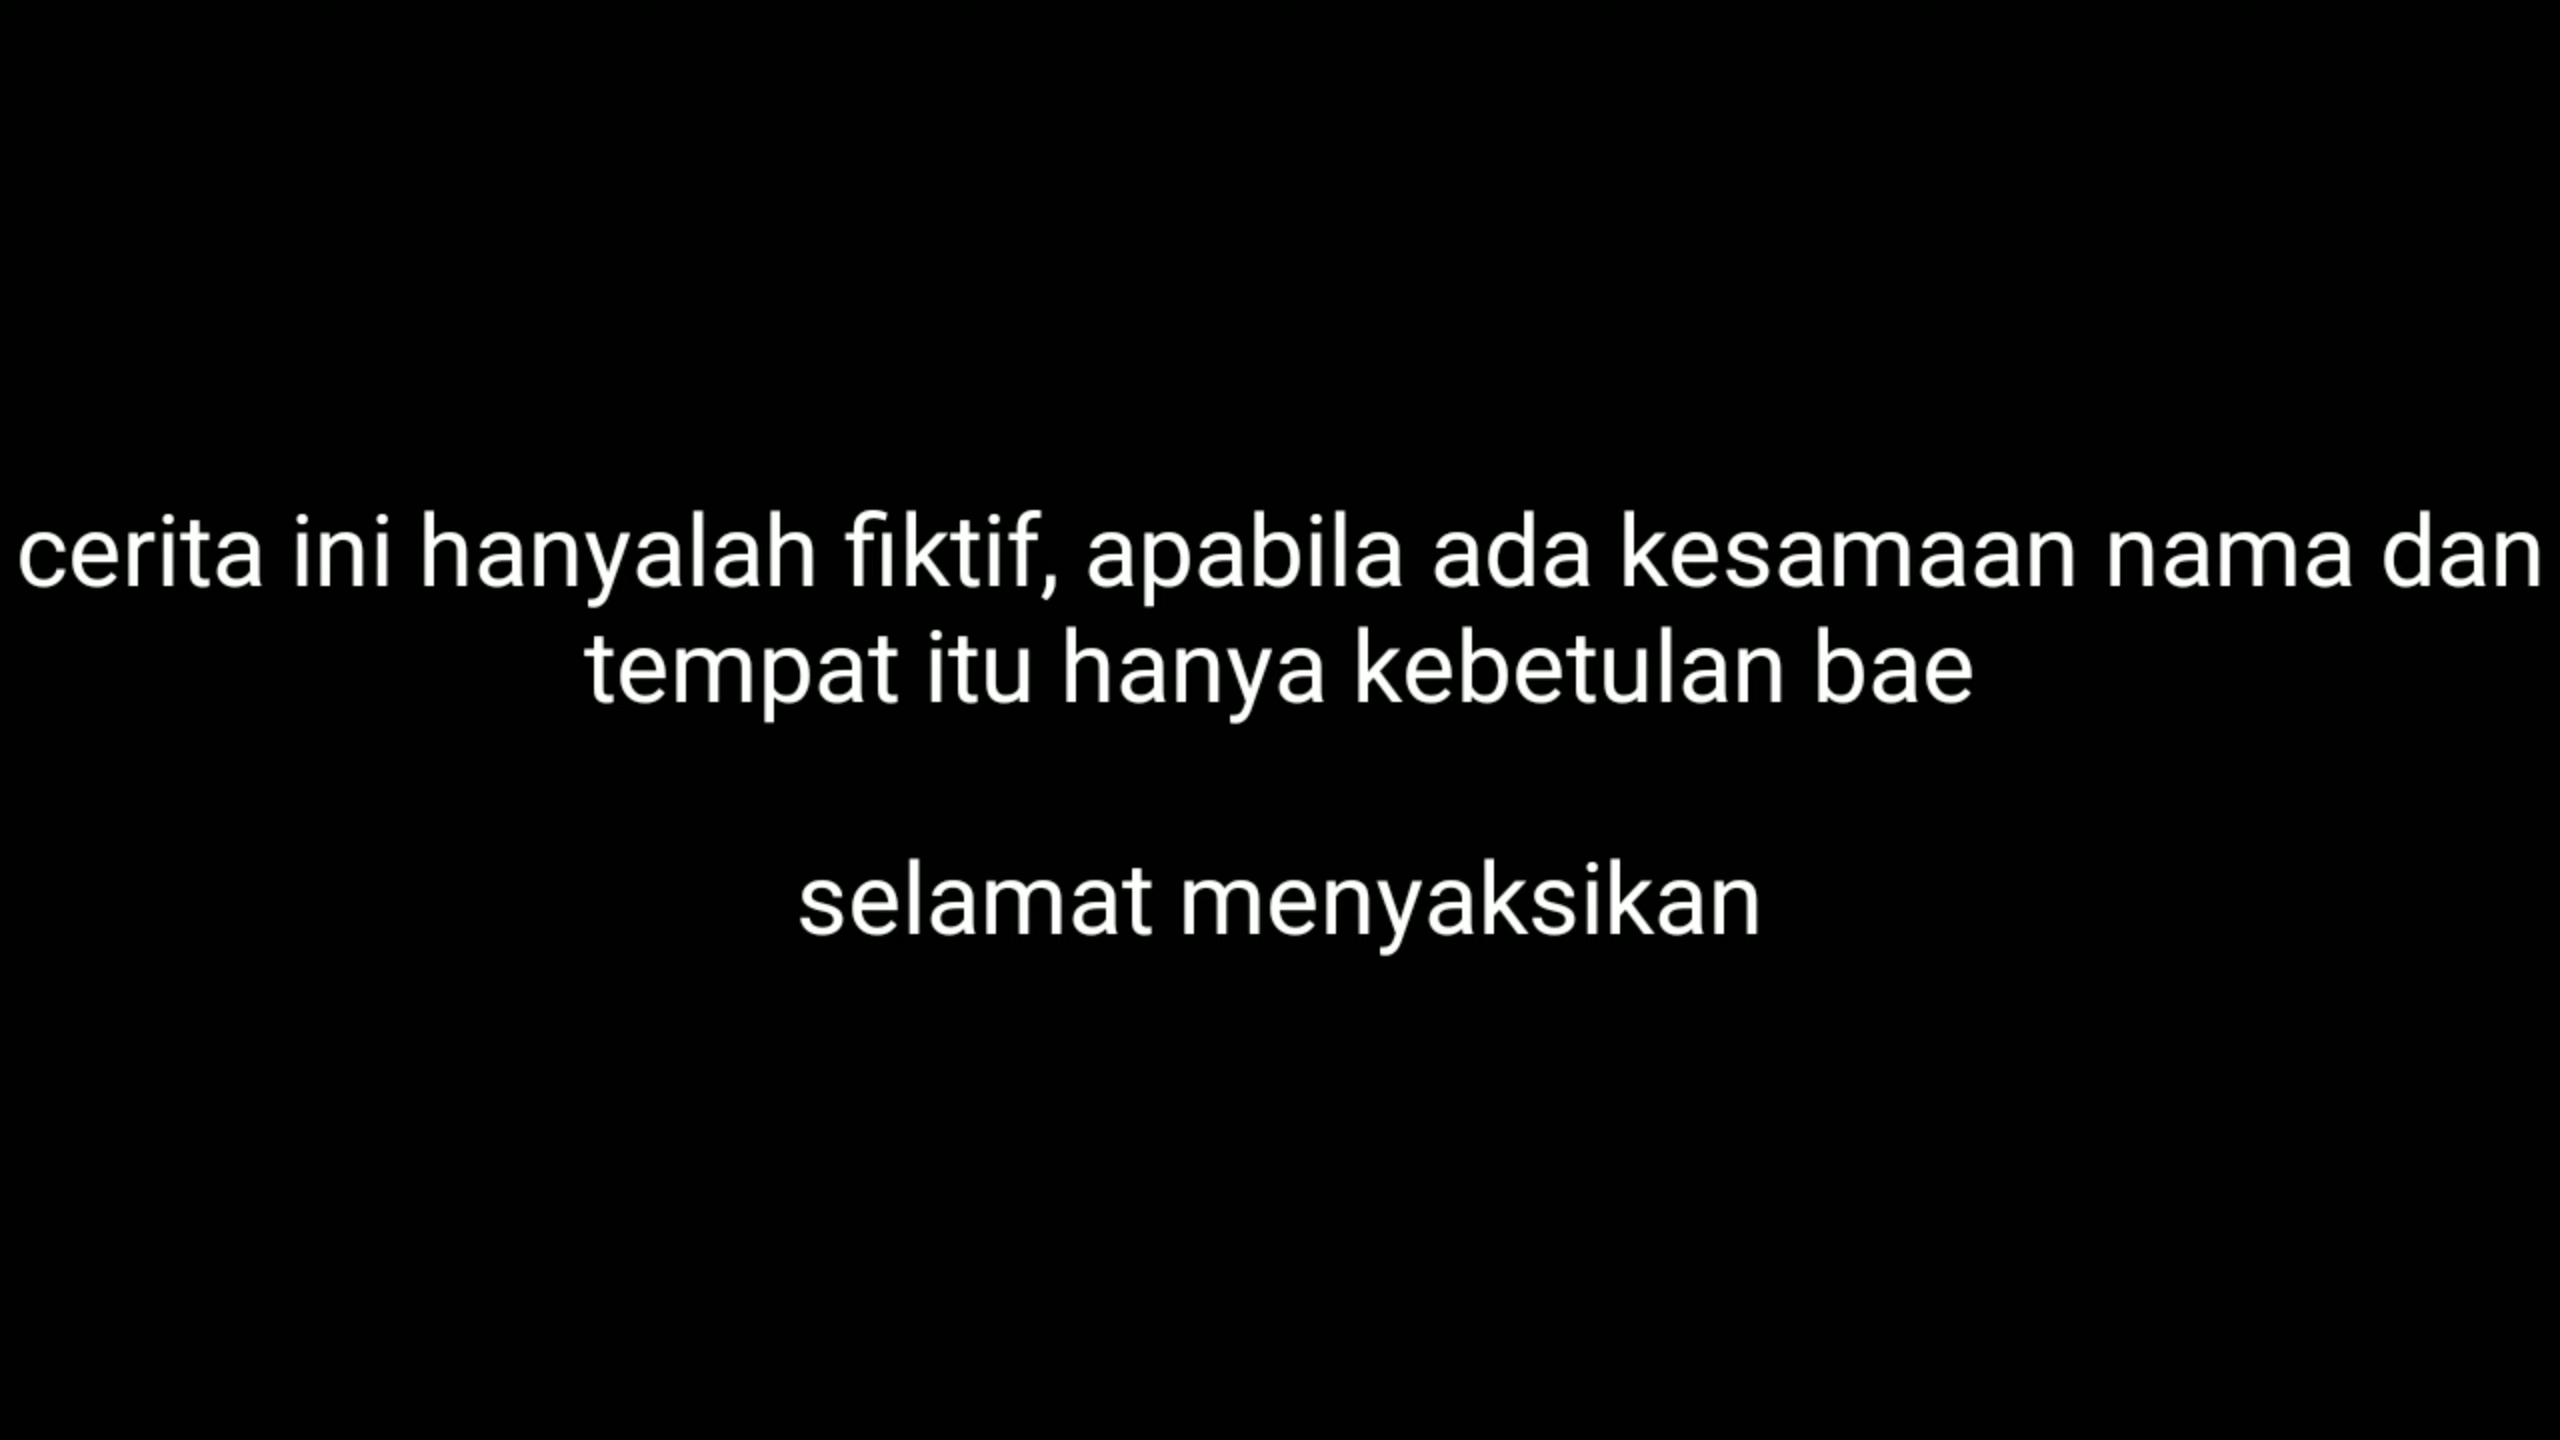 cerita ini hanyalah fiktif, apabila ada kesamaan nama dan
tempat itu hanya kebetulan bae
selamat menyaksikan